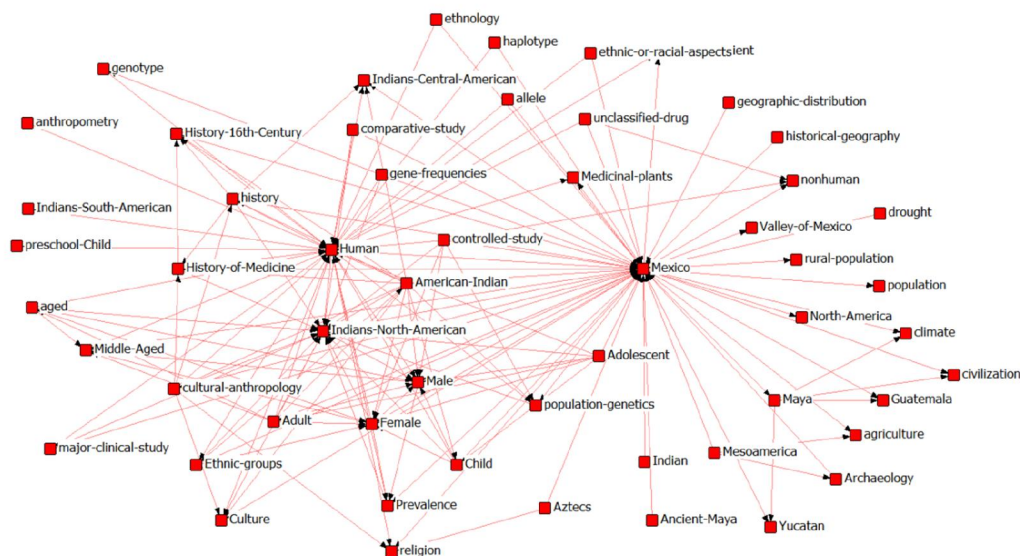 ethnology
haplotype
ethnic-or-racial-aspects
ient
genotype
Indians-Central-American
allele
geographic-distribution
anthropometry
History-16th-Century
comparative-study
unclassified-drug
historical-geography
gene-frequencies
Medicinal-plants
nonhuman
history
Indians-South-American
drought
Valley-of-Mexico
preschool-Child
Human
controlled-study
rural-population
History-of-Medicine
American-Indian
Mexico
population
aged
Indians-North-American
North-America
climate
Middle-Aged
Adolescent
cultural-anthropology
Male
civilization
population-genetics
Maya
Guatemala
Adult
Female
major-clinical-study
Mesoamerica
agriculture
Ethnic-groups
Child
Indian
Archaeology
Prevalence
Aztecs
Culture
Ancient-Maya
Yucatan
religion